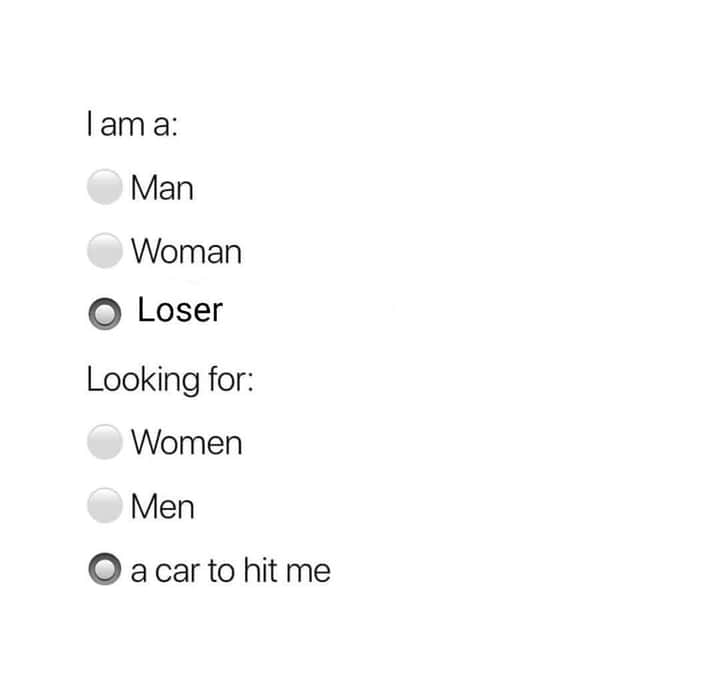 I am a:
Man
Woman
Loser
Looking for:
Women
Men
a car to hit me